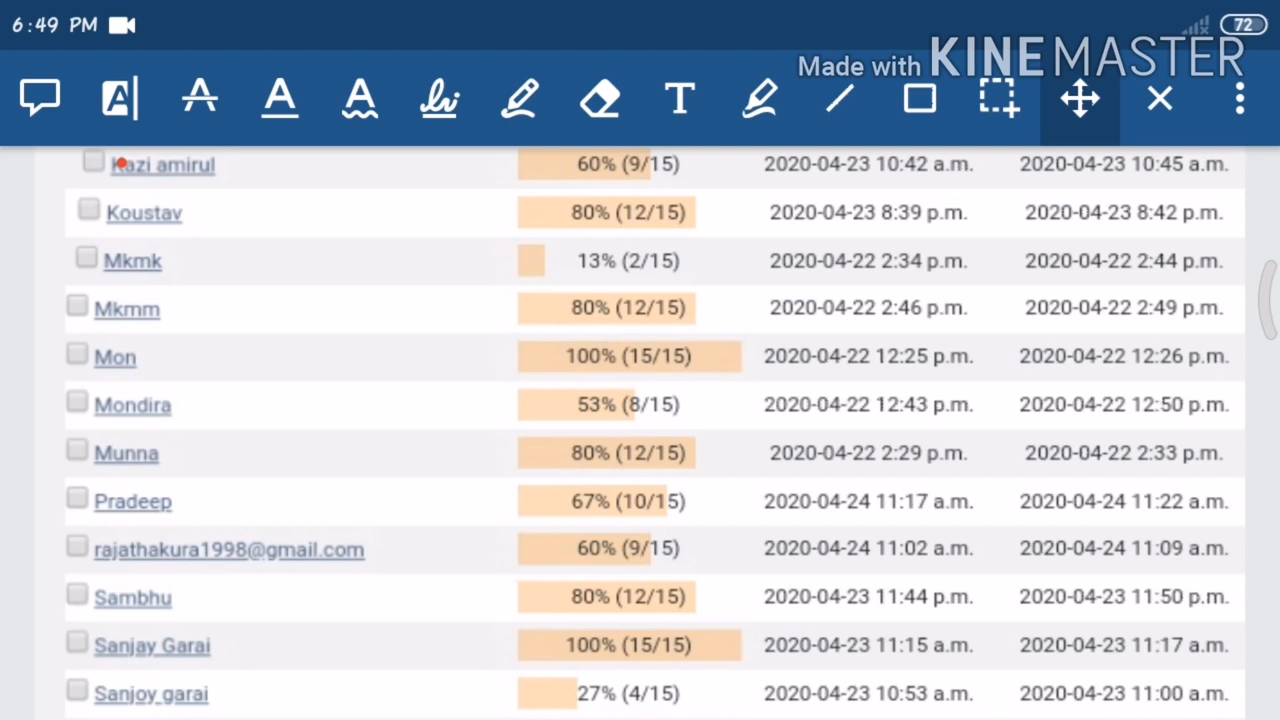 6:49 PM 72
Made with KINEMASTER
Kazi amirul 60% (9/15) 2020-04-23 10:42 a.m. 2020-04-23 10:45 a.m.
Koustav 80% (12/15) 2020-04-23 8:39 p.m. 2020-04-23 8:42 p.m.
Mkmk 13% (2/15) 2020-04-22 2:34 p.m. 2020-04-22 2:44 p.m.
Mkmm 80% (12/15) 2020-04-22 2:46 p.m. 2020-04-22 2:49 p.m.
Mon 100% (15/15) 2020-04-22 12:25 p.m. 2020-04-22 12:26 p.m.
Mondira 53% (8/15) 2020-04-22 12:43 p.m. 2020-04-22 12:50 p.m.
Munna 80% (12/15) 2020-04-22 2:29 p.m. 2020-04-22 2:33 p.m.
Pradeep 67% (10/15) 2020-04-24 11:17 a.m. 2020-04-24 11:22 a.m.
rajathakura1998@gmail.com 60% (9/15) 2020-04-24 11:02 a.m. 2020-04-24 11:09 a.m.
Sambhu 80% (12/15) 2020-04-23 11:44 p.m. 2020-04-23 11:50 p.m.
Sanjay Garai 100% (15/15) 2020-04-23 11:15 a.m. 2020-04-23 11:17 a.m.
Sanjoy garai 27% (4/15) 2020-04-23 10:53 a.m. 2020-04-23 11:00 a.m.